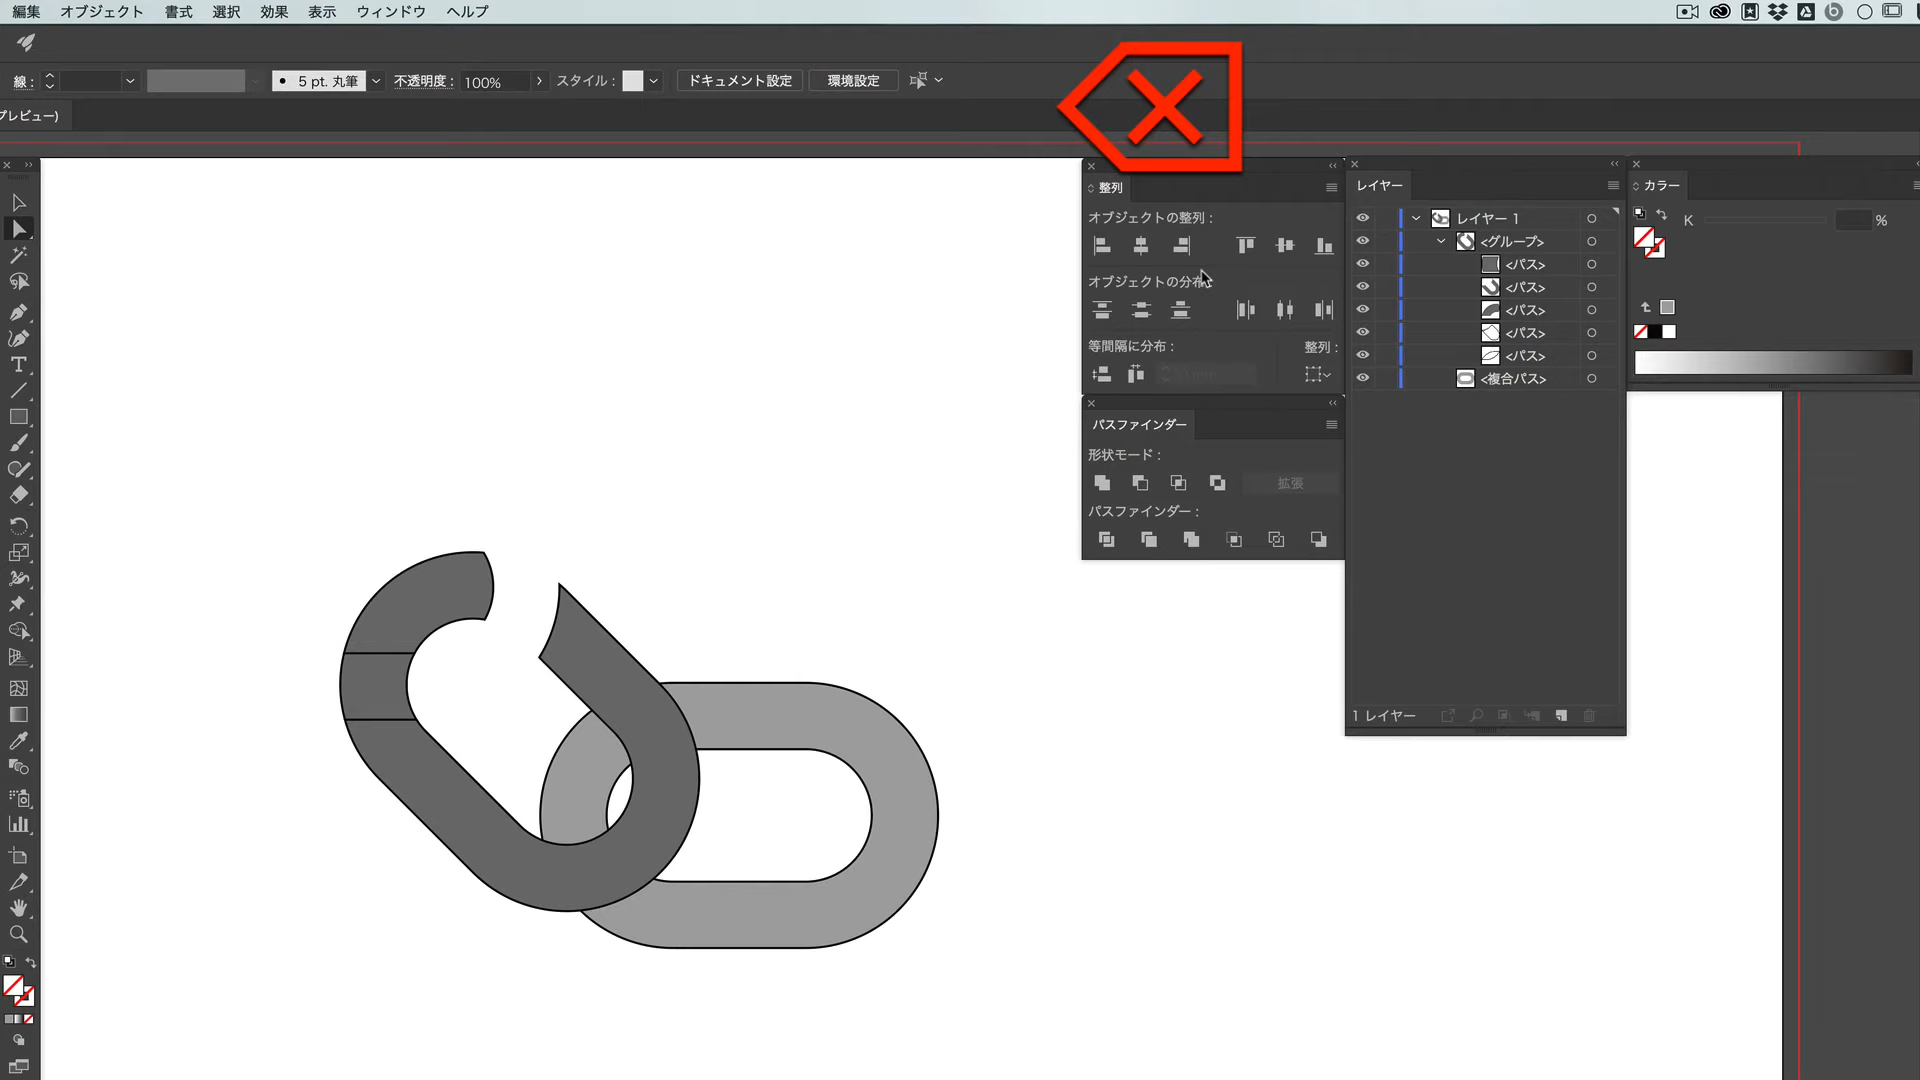 編集 オブジェクト 書式 選択 効果 表示 ウィンドウ ヘルプ
線： 5 pt. 丸筆 不透明度： 100% スタイル： ドキュメント設定 環境設定
プレビュー)
整列
オブジェクトの整列：
オブジェクトの分布
等間隔に分布： 整列：
パスファインダー
形状モード：
拡張
パスファインダー：
レイヤー
レイヤー 1
<グループ>
<パス>
<パス>
<パス>
<パス>
<パス>
<複合パス>
1 レイヤー
カラー
K %